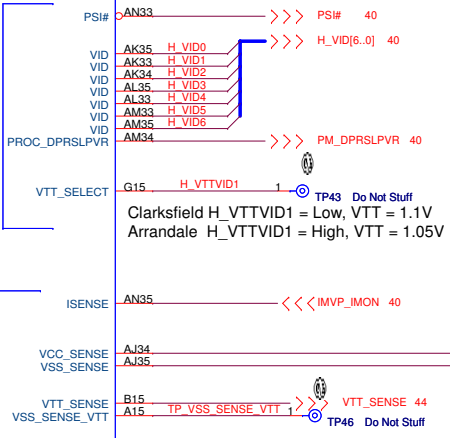 PSI# AN33 PSI# 40
VID AK35 H_VID0 H_VID[6..0] 40
VID AK33 H_VID1
VID AK34 H_VID2
VID AL35 H_VID3
VID AL33 H_VID4
VID AM33 H_VID5
VID AM35 H_VID6
PROC_DPRSLPVR AM34 PM_DPRSLPVR 40
VTT_SELECT G15 H_VTTVID1 1
TP43 Do Not Stuff
Clarksfield H_VTTVID1 = Low, VTT = 1.1V
Arrandale H_VTTVID1 = High, VTT = 1.05V
ISENSE AN35 IMVP_IMON 40
VCC_SENSE AJ34
VSS_SENSE AJ35
VTT_SENSE B15 VTT_SENSE 44
VSS_SENSE_VTT A15 TP_VSS_SENSE_VTT 1
TP46 Do Not Stuff